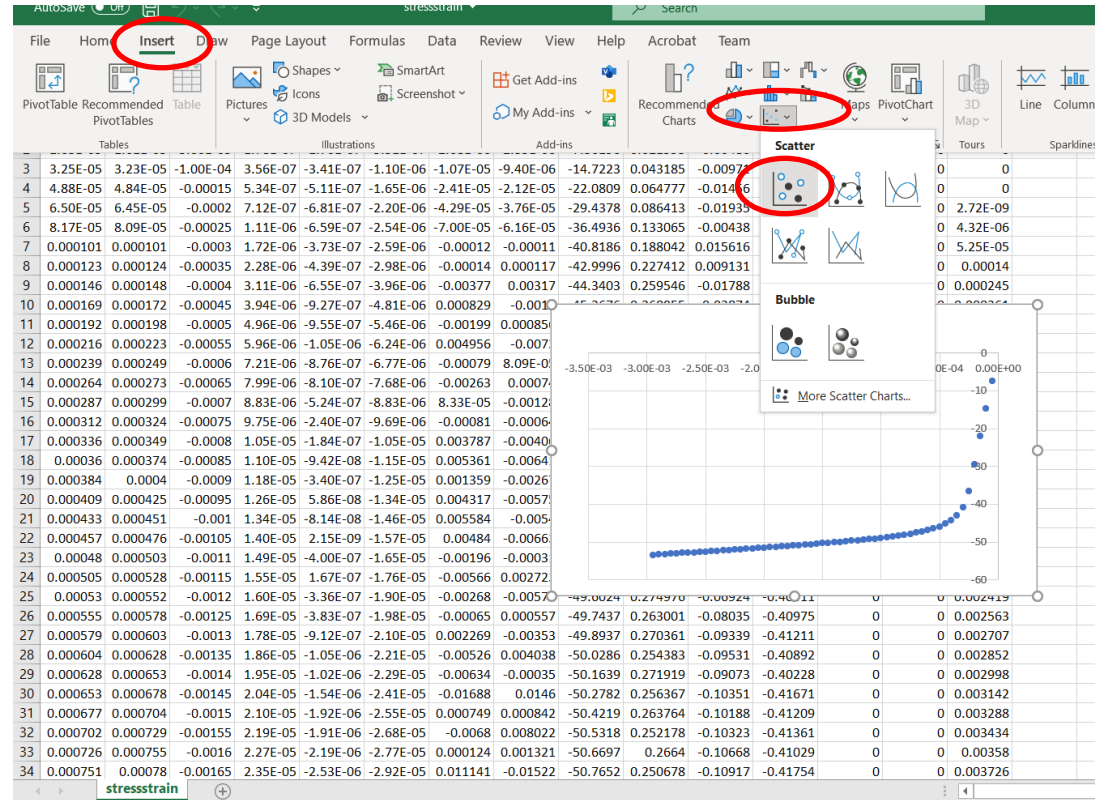 AutoSave Off stressstrain Search
File Home Insert Draw Page Layout Formulas Data Review View Help Acrobat Team
Shapes SmartArt Get Add-ins
Icons Screenshot
PivotTable Recommended Table Pictures 3D Models My Add-ins Recommended Maps PivotChart 3D Line Column
PivotTables Charts Map
Tables Illustrations Add-ins Tours Sparklines
Scatter
Bubble
More Scatter Charts...
3 3.25E-05 3.23E-05 -1.00E-04 3.56E-07 -3.41E-07 -1.10E-06 -1.07E-05 -9.40E-06 -14.7223 0.043185 -0.00971 0 0
4 4.88E-05 4.84E-05 -0.00015 5.34E-07 -5.11E-07 -1.65E-06 -2.41E-05 -2.12E-05 -22.0809 0.064777 -0.01456 0 0
5 6.50E-05 6.45E-05 -0.0002 7.12E-07 -6.81E-07 -2.20E-06 -4.29E-05 -3.76E-05 -29.4378 0.086413 -0.01935 0 2.72E-09
6 8.17E-05 8.09E-05 -0.00025 1.11E-06 -6.59E-07 -2.54E-06 -7.00E-05 -6.16E-05 -36.4936 0.133065 -0.00438 0 4.32E-06
7 0.000101 0.000101 -0.0003 1.72E-06 -3.73E-07 -2.59E-06 -0.00012 -0.00011 -40.8186 0.188042 0.015616 0 5.25E-05
8 0.000123 0.000124 -0.00035 2.28E-06 -4.39E-07 -2.98E-06 -0.00014 0.000117 -42.9996 0.227412 0.009131 0 0.00014
9 0.000146 0.000148 -0.0004 3.11E-06 -6.55E-07 -3.96E-06 -0.00377 0.00317 -44.3403 0.259546 -0.01788 0 0.000245
10 0.000169 0.000172 -0.00045 3.94E-06 -9.27E-07 -4.81E-06 0.000829
11 0.000192 0.000198 -0.0005 4.96E-06 -9.55E-07 -5.46E-06 -0.00199
12 0.000216 0.000223 -0.00055 5.96E-06 -1.05E-06 -6.24E-06 0.004956
13 0.000239 0.000249 -0.0006 7.21E-06 -8.76E-07 -6.77E-06 -0.00079
14 0.000264 0.000273 -0.00065 7.99E-06 -8.10E-07 -7.68E-06 -0.00263
15 0.000287 0.000299 -0.0007 8.83E-06 -5.24E-07 -8.83E-06 8.33E-05
16 0.000312 0.000324 -0.00075 9.75E-06 -2.40E-07 -9.69E-06 -0.00081
17 0.000336 0.000349 -0.0008 1.05E-05 -1.84E-07 -1.05E-05 0.003787
18 0.00036 0.000374 -0.00085 1.10E-05 -9.42E-08 -1.15E-05 0.005361
19 0.000384 0.0004 -0.0009 1.18E-05 -3.40E-07 -1.25E-05 0.001359
20 0.000409 0.000425 -0.00095 1.26E-05 5.86E-08 -1.34E-05 0.004317
21 0.000433 0.000451 -0.001 1.34E-05 -8.14E-08 -1.46E-05 0.005584
22 0.000457 0.000476 -0.00105 1.40E-05 2.15E-09 -1.57E-05 0.00484
23 0.00048 0.000503 -0.0011 1.49E-05 -4.00E-07 -1.65E-05 -0.00196
24 0.000505 0.000528 -0.00115 1.55E-05 1.67E-07 -1.76E-05 -0.00566
25 0.00053 0.000552 -0.0012 1.60E-05 -3.36E-07 -1.90E-05 -0.00268
-3.50E-03 -3.00E-03 -2.50E-03 0.00E+00
0
-10
-20
-30
-40
-50
-60
26 0.000555 0.000578 -0.00125 1.69E-05 -3.83E-07 -1.98E-05 -0.00065 0.000557 -49.7437 0.263001 -0.08035 -0.40975 0 0 0.002563
27 0.000579 0.000603 -0.0013 1.78E-05 -9.12E-07 -2.10E-05 0.002269 -0.00353 -49.8937 0.270361 -0.09339 -0.41211 0 0 0.002707
28 0.000604 0.000628 -0.00135 1.86E-05 -1.05E-06 -2.21E-05 -0.00526 0.004038 -50.0286 0.254383 -0.09531 -0.40892 0 0 0.002852
29 0.000628 0.000653 -0.0014 1.95E-05 -1.02E-06 -2.29E-05 -0.00634 -0.00035 -50.1639 0.271919 -0.09073 -0.40228 0 0 0.002998
30 0.000653 0.000678 -0.00145 2.04E-05 -1.54E-06 -2.41E-05 -0.01688 0.0146 -50.2782 0.256367 -0.10351 -0.41671 0 0 0.003142
31 0.000677 0.000704 -0.0015 2.10E-05 -1.92E-06 -2.55E-05 0.000749 0.000842 -50.4219 0.263764 -0.10188 -0.41209 0 0 0.003288
32 0.000702 0.000729 -0.00155 2.19E-05 -1.91E-06 -2.68E-05 -0.0068 0.008022 -50.5318 0.252178 -0.10323 -0.41361 0 0 0.003434
33 0.000726 0.000755 -0.0016 2.27E-05 -2.19E-06 -2.77E-05 0.000124 0.001321 -50.6697 0.2664 -0.10668 -0.41029 0 0 0.00358
34 0.000751 0.00078 -0.00165 2.35E-05 -2.53E-06 -2.92E-05 0.011141 -0.01522 -50.7652 0.250678 -0.10917 -0.41754 0 0 0.003726
stressstrain